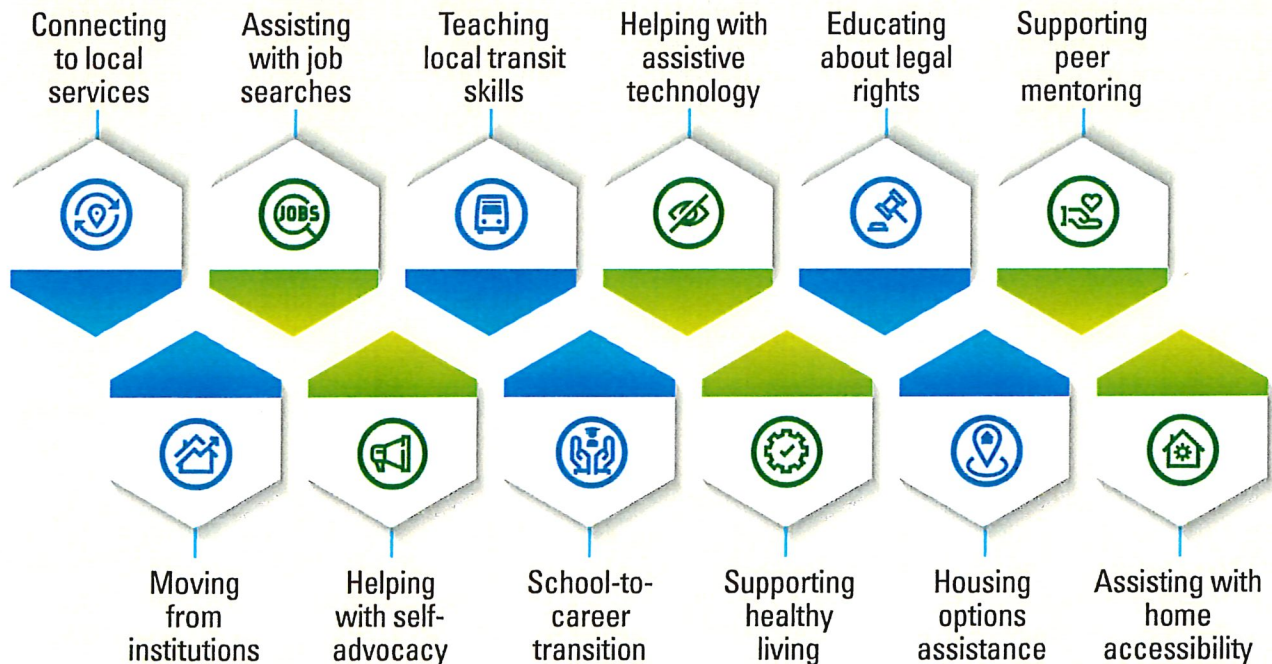 Connecting
to local
services
Assisting
with job
searches
Teaching
local transit
skills
Helping with
assistive
technology
Educating
about legal
rights
Supporting
peer
mentoring
JOBS
Moving
from
institutions
Helping
with self-
advocacy
School-to-
career
transition
Supporting
healthy
living
Housing
options
assistance
Assisting with
home
accessibility